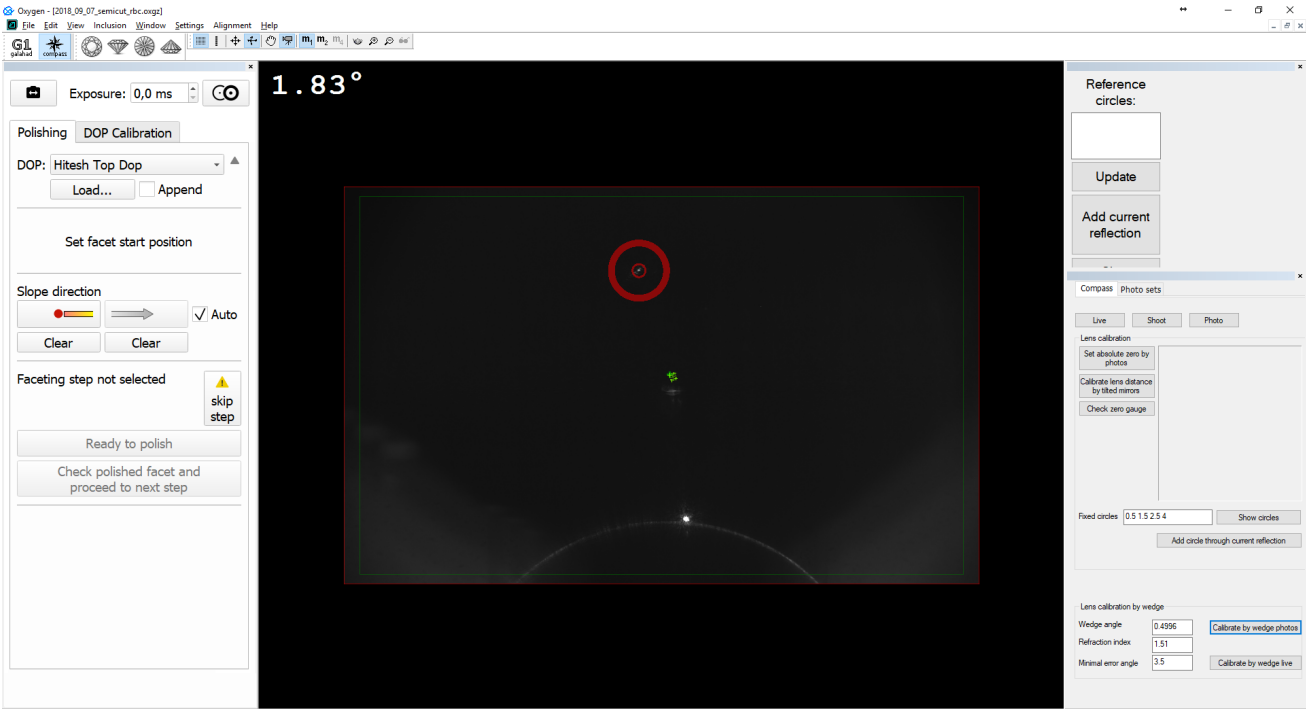 Oxygen - [2018_09_07_semicut_rbc.oxgz]
File Edit View Inclusion Window Settings Alignment Help
G1 galahad compass m1 m2
Exposure: 0,0 ms
Polishing DOP Calibration
DOP: Hitesh Top Dop
Load... Append
Set facet start position
Slope direction
Auto
Clear Clear
Faceting step not selected
skip
step
Ready to polish
Check polished facet and
proceed to next step
1.83°
Reference
circles:
Update
Add current
reflection
Compass Photo sets
Live Shoot Photo
Lens calibration
Set absolute zero by
photos
Calibrate lens distance
by tilted mirrors
Check zero gauge
Fixed circles 0.5 1.5 2.5 4 Show circles
Add circle through current reflection
Lens calibration by wedge
Wedge angle 0.4996 Calibrate by wedge photos
Refraction index 1.51
Minimal error angle 3.5 Calibrate by wedge live